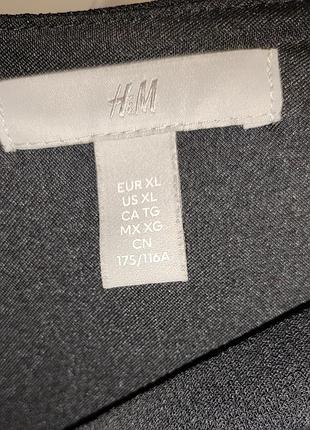 H&M
EUR XL
US XL
CA TG
MX XG
CN
175/116A